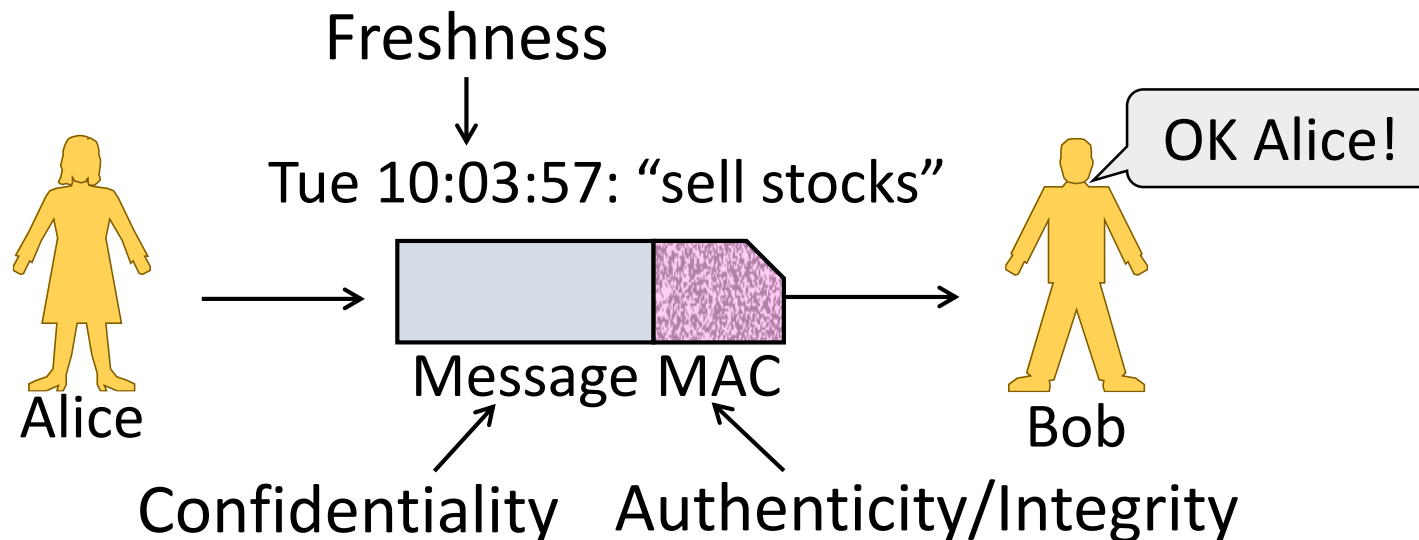 Freshness
OK Alice!
Tue 10:03:57: “sell stocks”
Message MAC
Alice
Bob
Confidentiality
Authenticity/Integrity